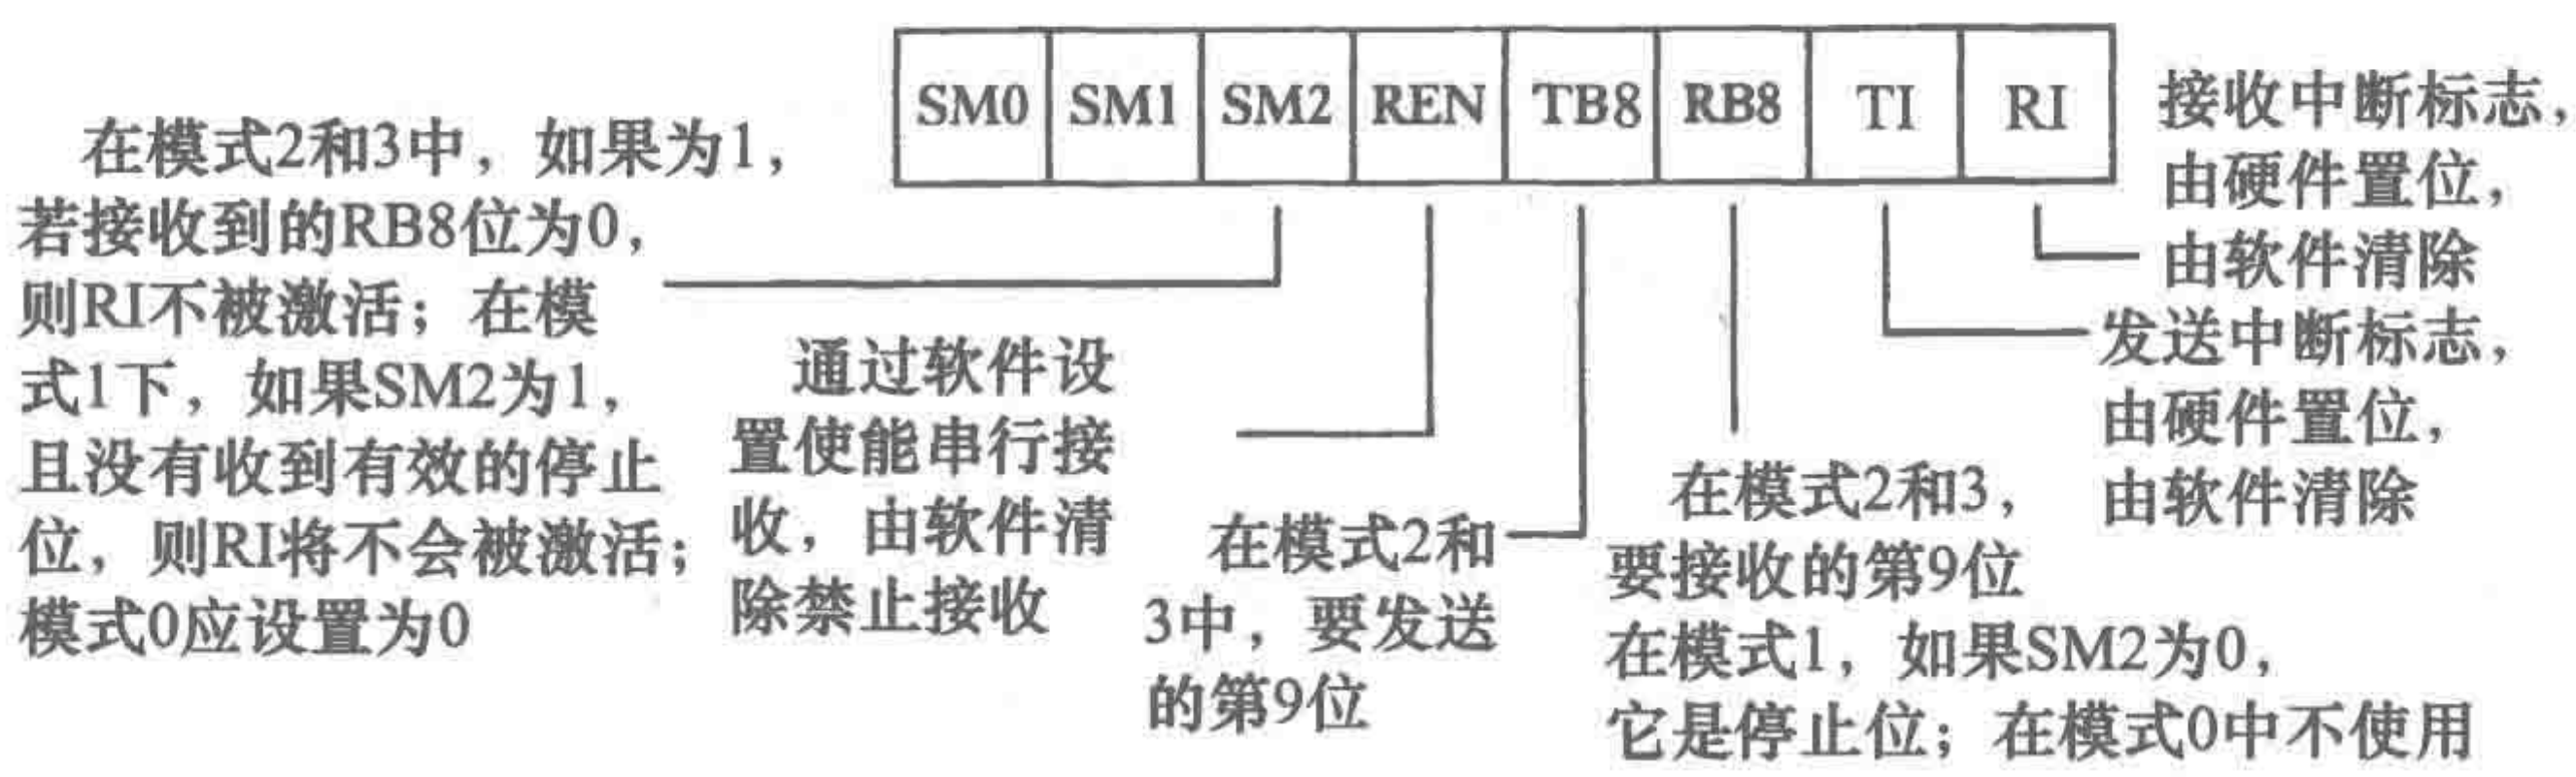 SM0 SM1 SM2 REN TB8 RB8 TI RI
在模式2和3中，如果为1，
若接收到的RB8位为0，
则RI不被激活；在模
式1下，如果SM2为1，
且没有收到有效的停止
位，则RI将不会被激活；
模式0应设置为0
通过软件设
置使能串行接
收，由软件清
除禁止接收
在模式2和
3中，要发送
的第9位
在模式2和3，
要接收的第9位
在模式1，如果SM2为0，
它是停止位；在模式0中不使用
发送中断标志，
由硬件置位，
由软件清除
接收中断标志，
由硬件置位，
由软件清除